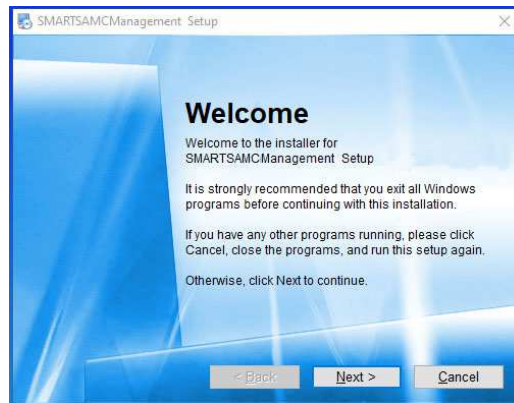 SMARTSAMCManagement Setup
Welcome
Welcome to the installer for
SMARTSAMCManagement Setup
It is strongly recommended that you exit all Windows
programs before continuing with this installation.
If you have any other programs running, please click
Cancel, close the programs, and run this setup again.
Otherwise, click Next to continue.
< Back Next > Cancel